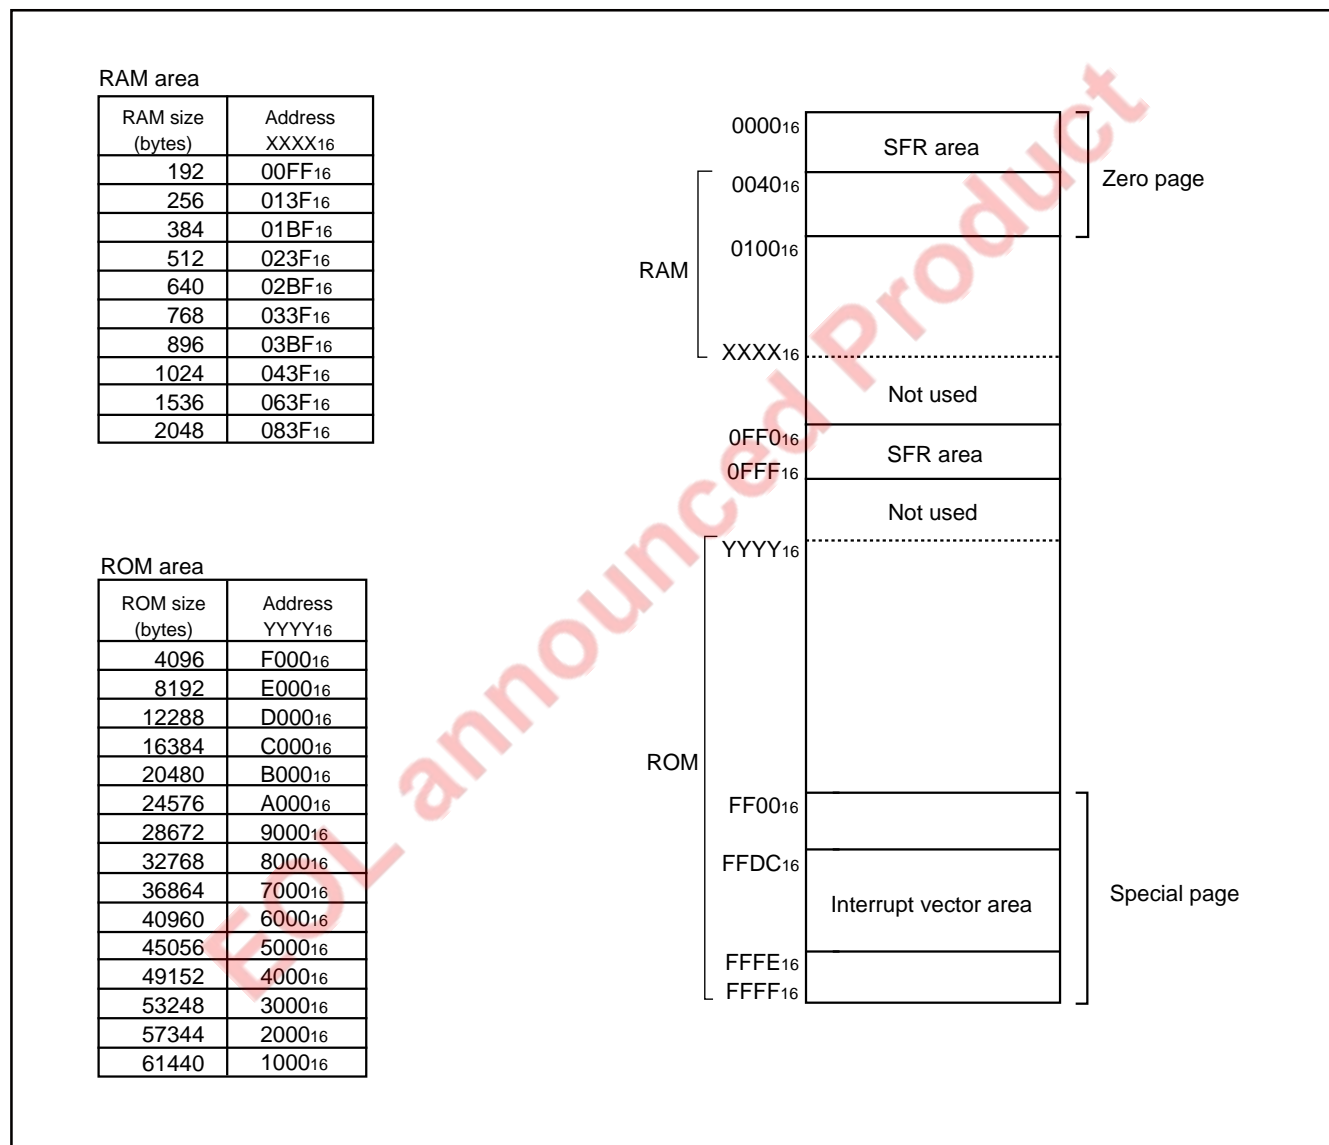 RAM area
RAM size (bytes) Address XXXX16
192 00FF16
256 013F16
384 01BF16
512 023F16
640 02BF16
768 033F16
896 03BF16
1024 043F16
1536 063F16
2048 083F16
ROM area
ROM size (bytes) Address YYYY16
4096 F00016
8192 E00016
12288 D00016
16384 C00016
20480 B00016
24576 A00016
28672 900016
32768 800016
36864 700016
40960 600016
45056 500016
49152 400016
53248 300016
57344 200016
61440 100016
000016
SFR area
Zero page
004016
010016
RAM
XXXX16
Not used
0FF016
SFR area
0FFF16
Not used
YYYY16
ROM
FF0016
FFDC16
Interrupt vector area
Special page
FFFE16
FFFF16
EOL announced Product